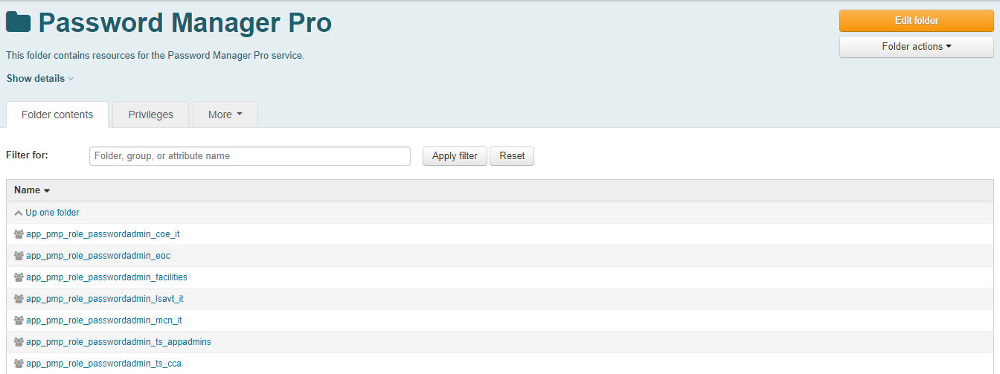 Password Manager Pro
Edit folder
This folder contains resources for the Password Manager Pro service.
Folder actions
Show details
Folder contents Privileges More
Filter for: Folder, group, or attribute name Apply filter Reset
Name
Up one folder
app_pmp_role_passwordadmin_coe_it
app_pmp_role_passwordadmin_eoc
app_pmp_role_passwordadmin_facilities
app_pmp_role_passwordadmin_lsavt_it
app_pmp_role_passwordadmin_mcn_it
app_pmp_role_passwordadmin_ts_appadmins
app_pmp_role_passwordadmin_ts_cca